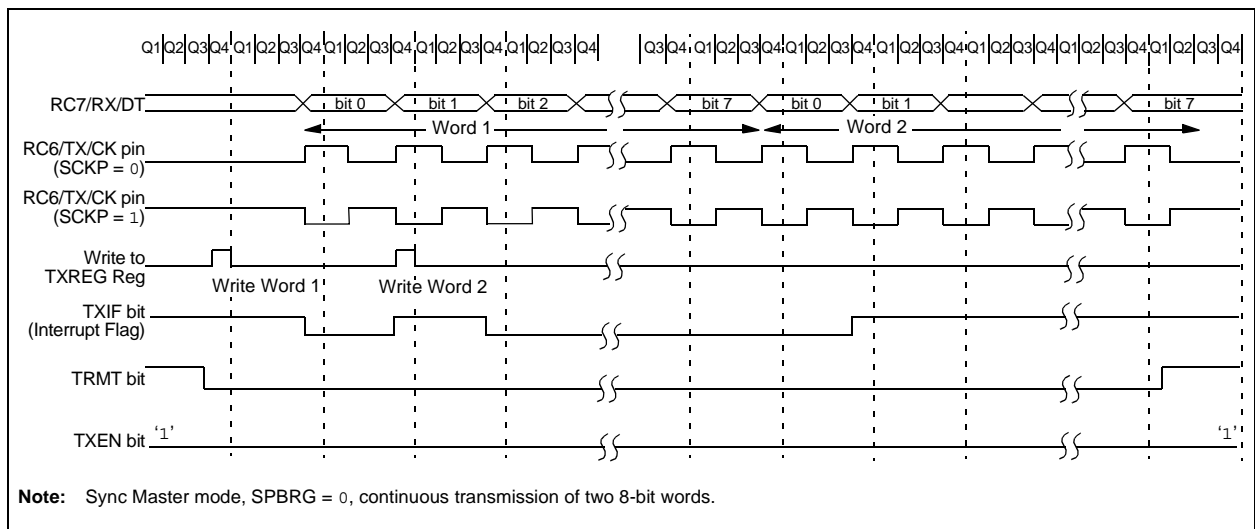 Q1 Q2 Q3 Q4 Q1 Q2 Q3 Q4 Q1 Q2 Q3 Q4 Q1 Q2 Q3 Q4 Q1 Q2 Q3 Q4 Q3 Q4 Q1 Q2 Q3 Q4 Q1 Q2 Q3 Q4 Q1 Q2 Q3 Q4 Q1 Q2 Q3 Q4 Q1 Q2 Q3 Q4 Q1 Q2 Q3 Q4
RC7/RX/DT bit 0 bit 1 bit 2 bit 7 bit 0 bit 1 bit 7
Word 1 Word 2
RC6/TX/CK pin
(SCKP = 0)
RC6/TX/CK pin
(SCKP = 1)
Write to
TXREG Reg
Write Word 1 Write Word 2
TXIF bit
(Interrupt Flag)
TRMT bit
TXEN bit '1' '1'
Note: Sync Master mode, SPBRG = 0, continuous transmission of two 8-bit words.